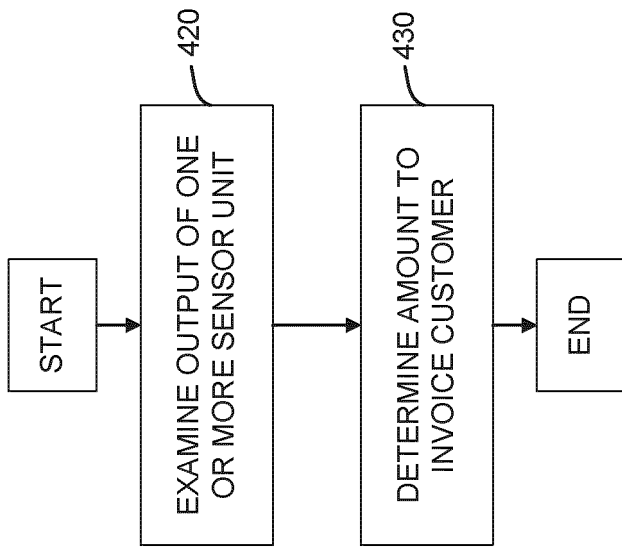 START
EXAMINE OUTPUT OF ONE
OR MORE SENSOR UNIT
420
DETERMINE AMOUNT TO
INVOICE CUSTOMER
430
END